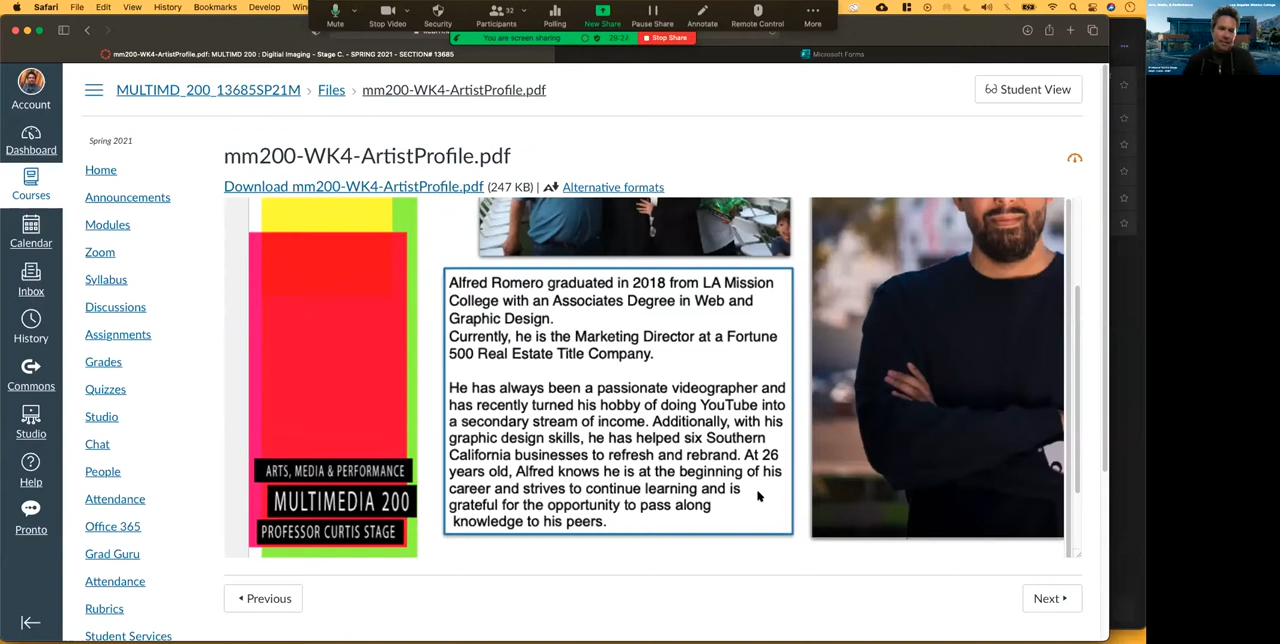 Safari File Edit View History Bookmarks Develop
Mute Stop Video Security Participants 32 Polling New Share Pause Share Annotate Remote Control More
You are screen sharing Stop Share
mm200-WK4-ArtistProfile.pdf: MULTIMD 200 : Digital Imaging - Stage C. - SPRING 2021 - SECTION# 13685
Microsoft Forms
Account
Dashboard
Courses
Calendar
Inbox
History
Commons
Studio
Help
Pronto
MULTIMD_200_13685SP21M › Files › mm200-WK4-ArtistProfile.pdf
Student View
Spring 2021
Home
Announcements
Modules
Zoom
Syllabus
Discussions
Assignments
Grades
Quizzes
Studio
Chat
People
Attendance
Office 365
Grad Guru
Attendance
Rubrics
Student Services
mm200-WK4-ArtistProfile.pdf
Download mm200-WK4-ArtistProfile.pdf (247 KB) | Alternative formats
ARTS, MEDIA & PERFORMANCE
MULTIMEDIA 200
PROFESSOR CURTIS STAGE
Alfred Romero graduated in 2018 from LA Mission
College with an Associates Degree in Web and
Graphic Design.
Currently, he is the Marketing Director at a Fortune
500 Real Estate Title Company.
He has always been a passionate videographer and
has recently turned his hobby of doing YouTube into
a secondary stream of income. Additionally, with his
graphic design skills, he has helped six Southern
California businesses to refresh and rebrand. At 26
years old, Alfred knows he is at the beginning of his
career and strives to continue learning and is
grateful for the opportunity to pass along
knowledge to his peers.
Previous
Next